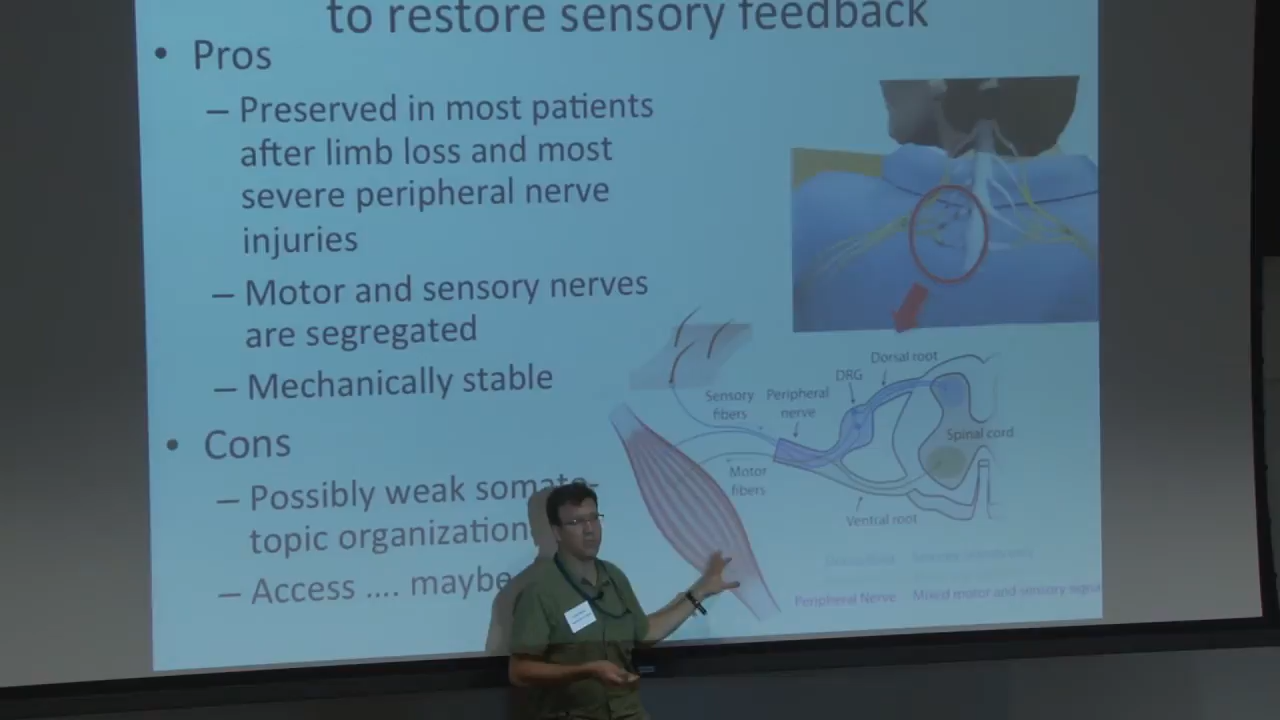 to restore sensory feedback
• Pros
– Preserved in most patients
after limb loss and most
severe peripheral nerve
injuries
– Motor and sensory nerves
are segregated
– Mechanically stable
• Cons
– Possibly weak somato-
topic organization
– Access .... maybe
Dorsal root
DRG
Sensory
fibers
Peripheral
nerve
Spinal cord
Motor
fibers
Ventral root
Peripheral Nerve Mixed motor and sensory signa